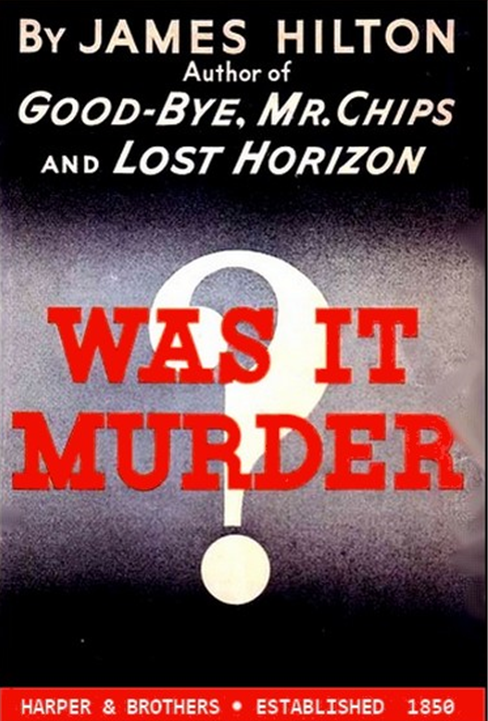 BY JAMES HILTON
Author of
GOOD-BYE, MR. CHIPS
AND LOST HORIZON
?
WAS IT
MURDER
HARPER & BROTHERS • ESTABLISHED 1850